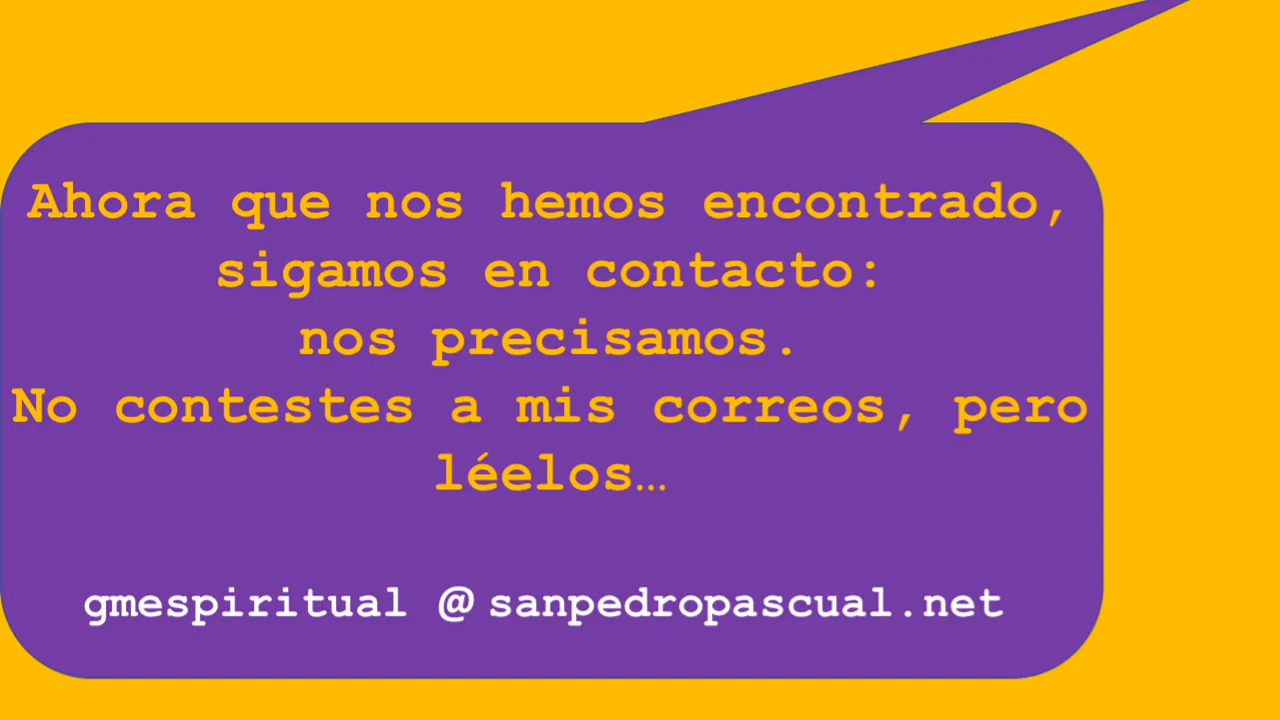 Ahora que nos hemos encontrado,
sigamos en contacto:
nos precisamos.
No contestes a mis correos, pero
léelos…
gmespiritual @ sanpedropascual.net